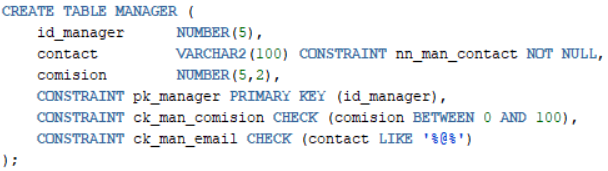 CREATE TABLE MANAGER (
id_manager NUMBER(5),
contact VARCHAR2(100) CONSTRAINT nn_man_contact NOT NULL,
comision NUMBER(5,2),
CONSTRAINT pk_manager PRIMARY KEY (id_manager),
CONSTRAINT ck_man_comision CHECK (comision BETWEEN 0 AND 100),
CONSTRAINT ck_man_email CHECK (contact LIKE '%@%')
);